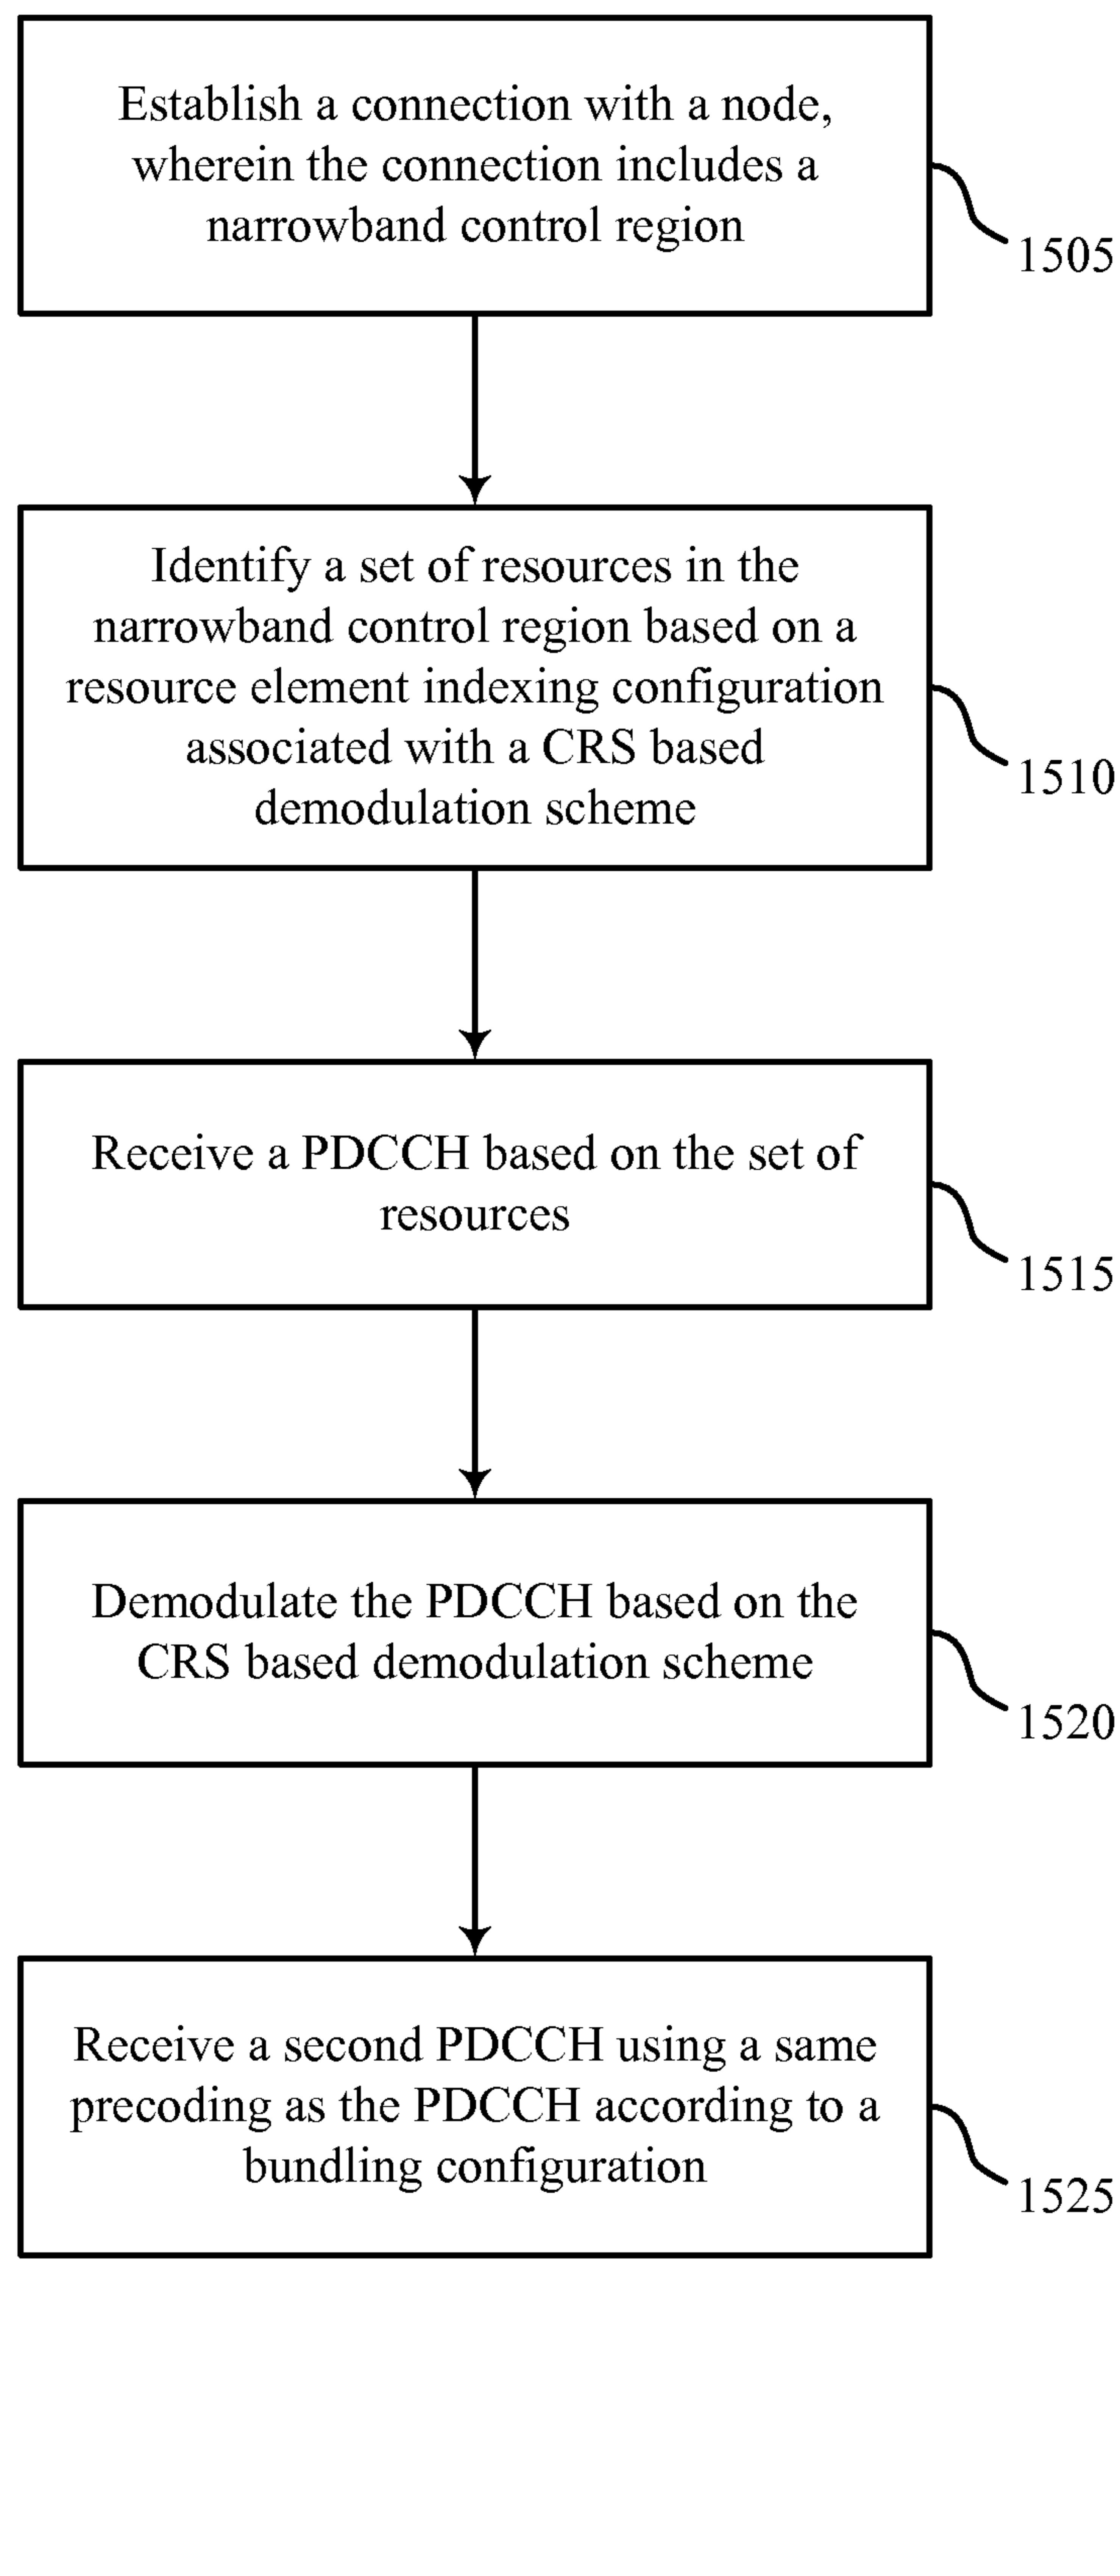 Establish a connection with a node,
wherein the connection includes a
narrowband control region
1505
Identify a set of resources in the
narrowband control region based on a
resource element indexing configuration
associated with a CRS based
demodulation scheme
1510
Receive a PDCCH based on the set of
resources
1515
Demodulate the PDCCH based on the
CRS based demodulation scheme
1520
Receive a second PDCCH using a same
precoding as the PDCCH according to a
bundling configuration
1525